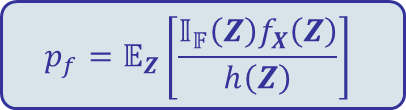 p_f = 𝔼_𝒁 [ 𝕀_𝔽(𝒁) f_𝑿(𝒁) / h(𝒁) ]